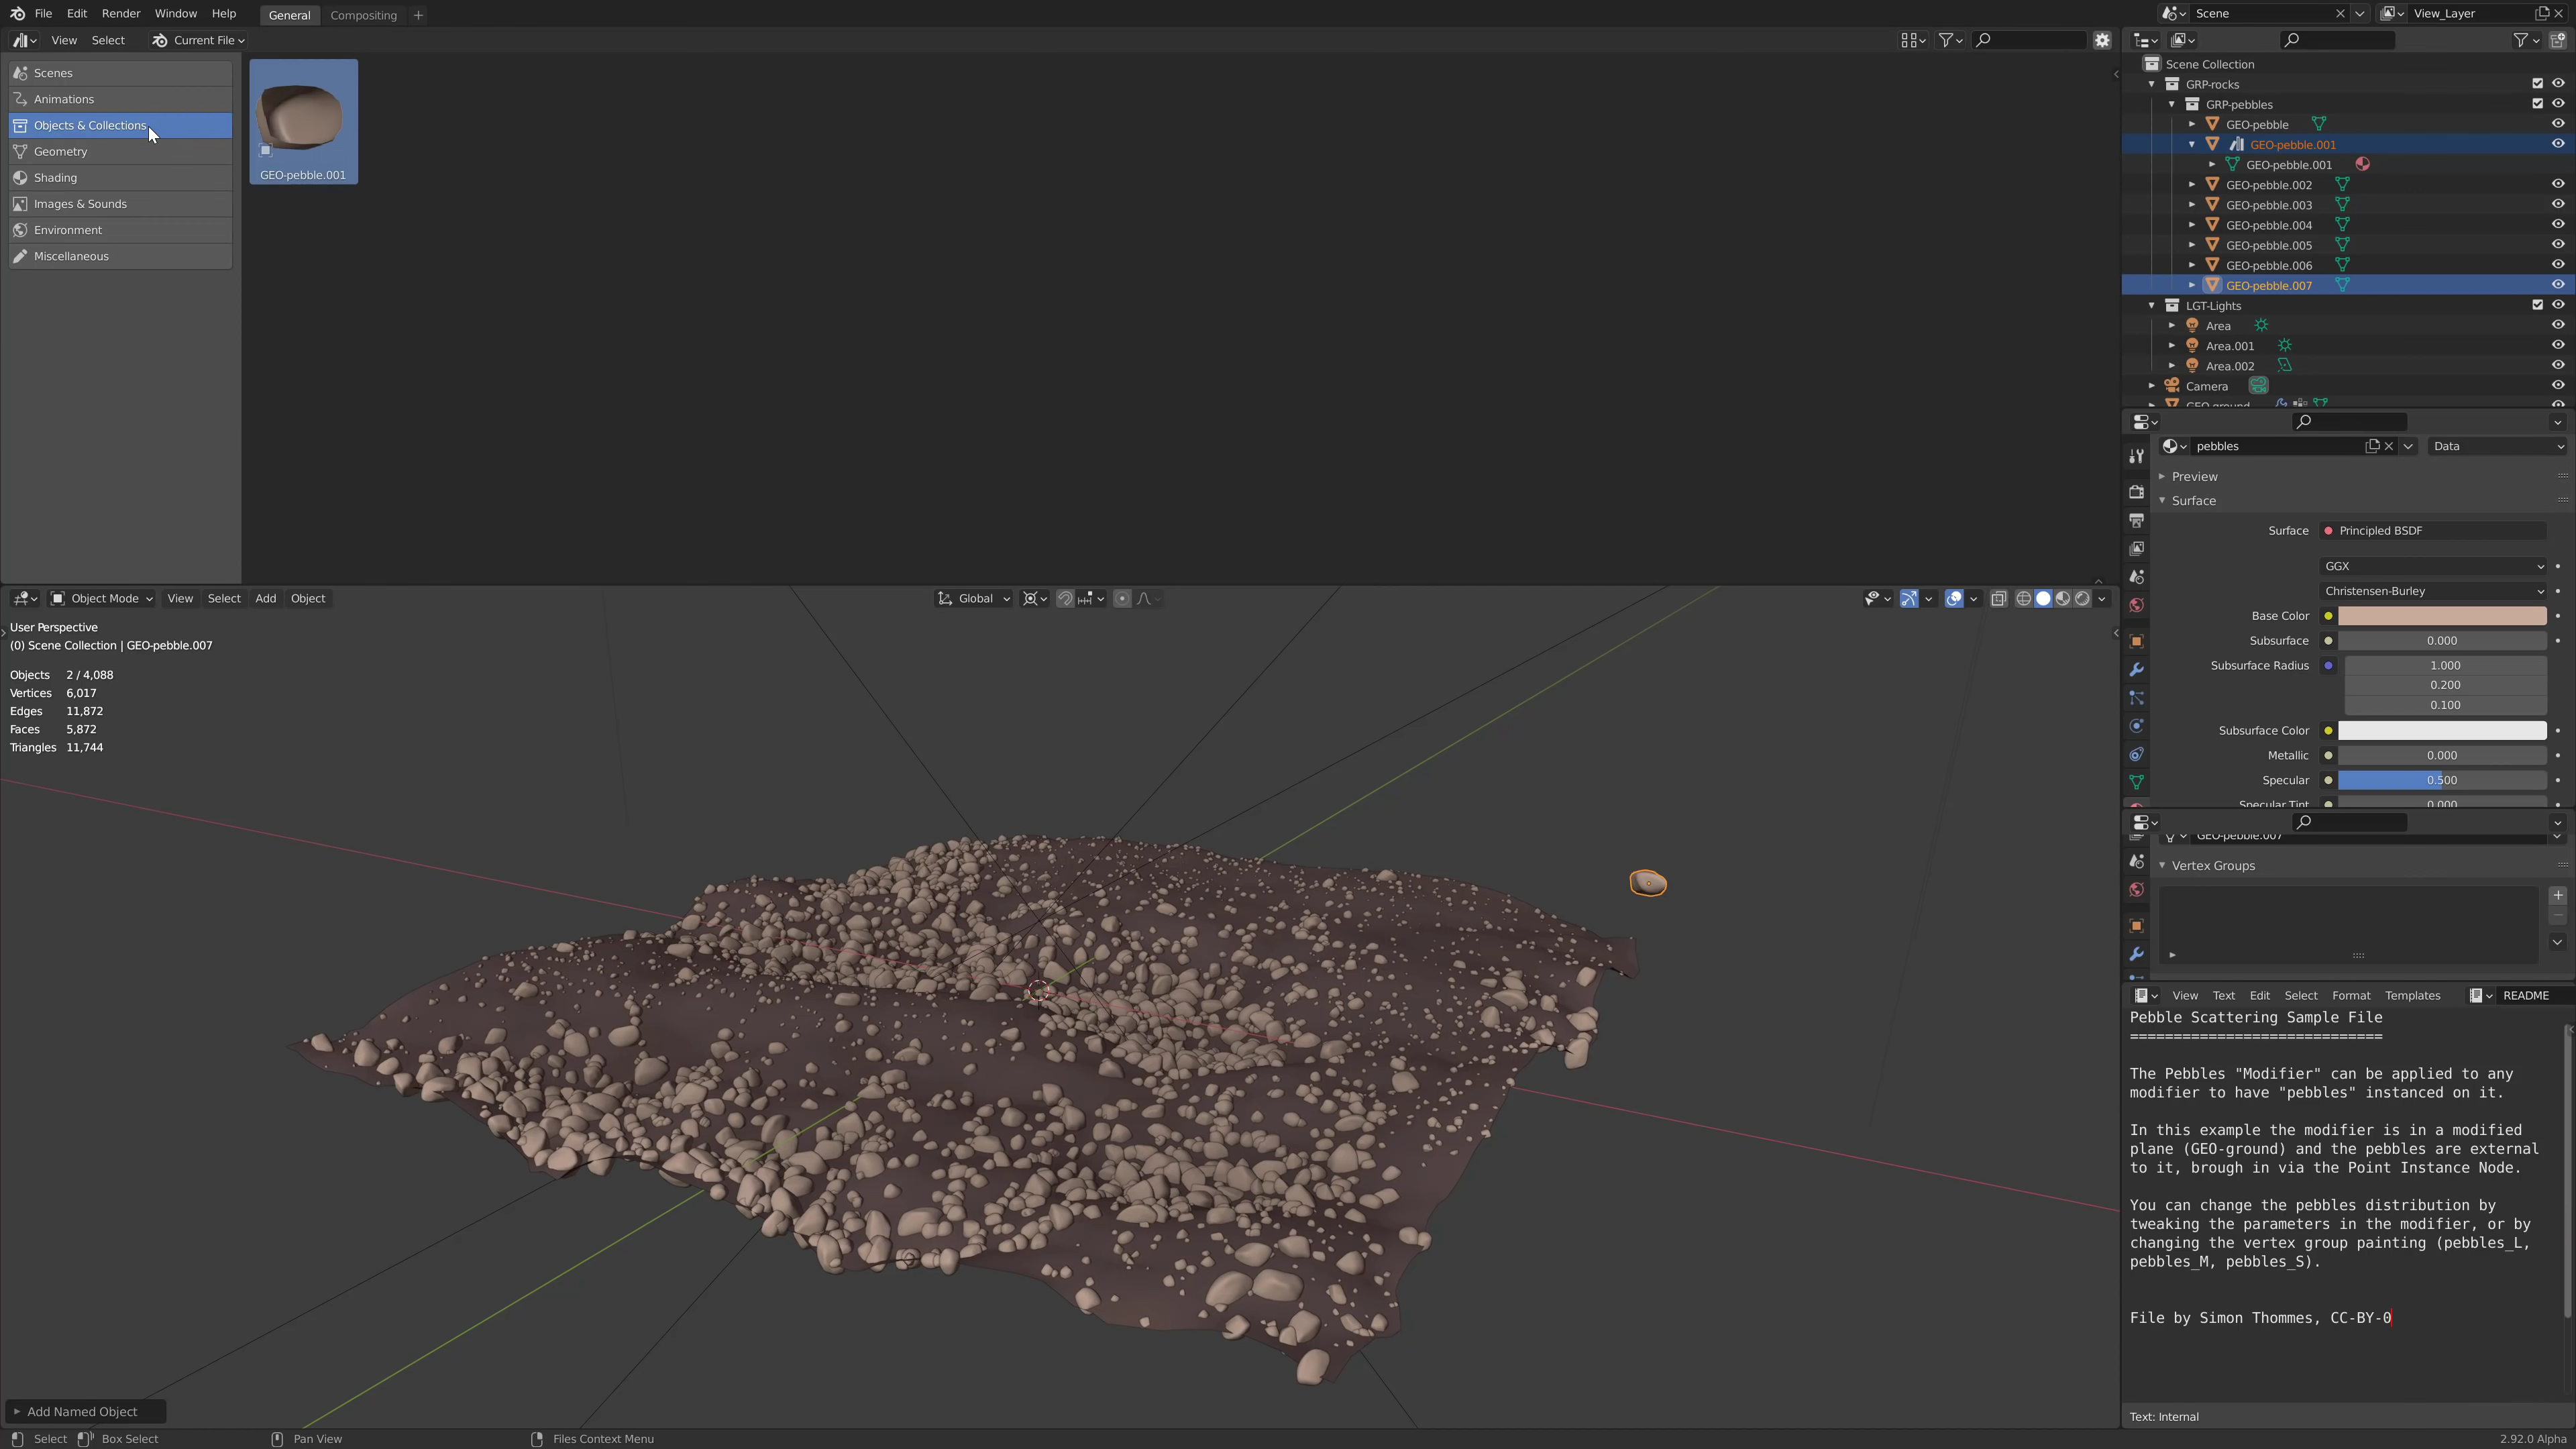 File Edit Render Window Help General Compositing +
Scene View_Layer
View Select Current File
Scenes
Animations
Objects & Collections
Geometry
Shading
Images & Sounds
Environment
Miscellaneous
GEO-pebble.001
Scene Collection
GRP-rocks
GRP-pebbles
GEO-pebble
GEO-pebble.001
GEO-pebble.001
GEO-pebble.002
GEO-pebble.003
GEO-pebble.004
GEO-pebble.005
GEO-pebble.006
GEO-pebble.007
LGT-Lights
Area
Area.001
Area.002
Camera
GEO-ground
pebbles Data
Preview
Surface
Surface Principled BSDF
GGX
Christensen-Burley
Base Color
Subsurface 0.000
Subsurface Radius 1.000
0.200
0.100
Subsurface Color
Metallic 0.000
Specular 0.500
Specular Tint 0.000
GEO-pebble.007
Vertex Groups
Object Mode View Select Add Object Global
User Perspective
(0) Scene Collection | GEO-pebble.007
Objects 2 / 4,088
Vertices 6,017
Edges 11,872
Faces 5,872
Triangles 11,744
Add Named Object
View Text Edit Select Format Templates README
Pebble Scattering Sample File
=============================
The Pebbles "Modifier" can be applied to any
modifier to have "pebbles" instanced on it.
In this example the modifier is in a modified
plane (GEO-ground) and the pebbles are external
to it, brough in via the Point Instance Node.
You can change the pebbles distribution by
tweaking the parameters in the modifier, or by
changing the vertex group painting (pebbles_L,
pebbles_M, pebbles_S).
File by Simon Thommes, CC-BY-0
Text: Internal
Select Box Select Pan View Files Context Menu 2.92.0 Alpha